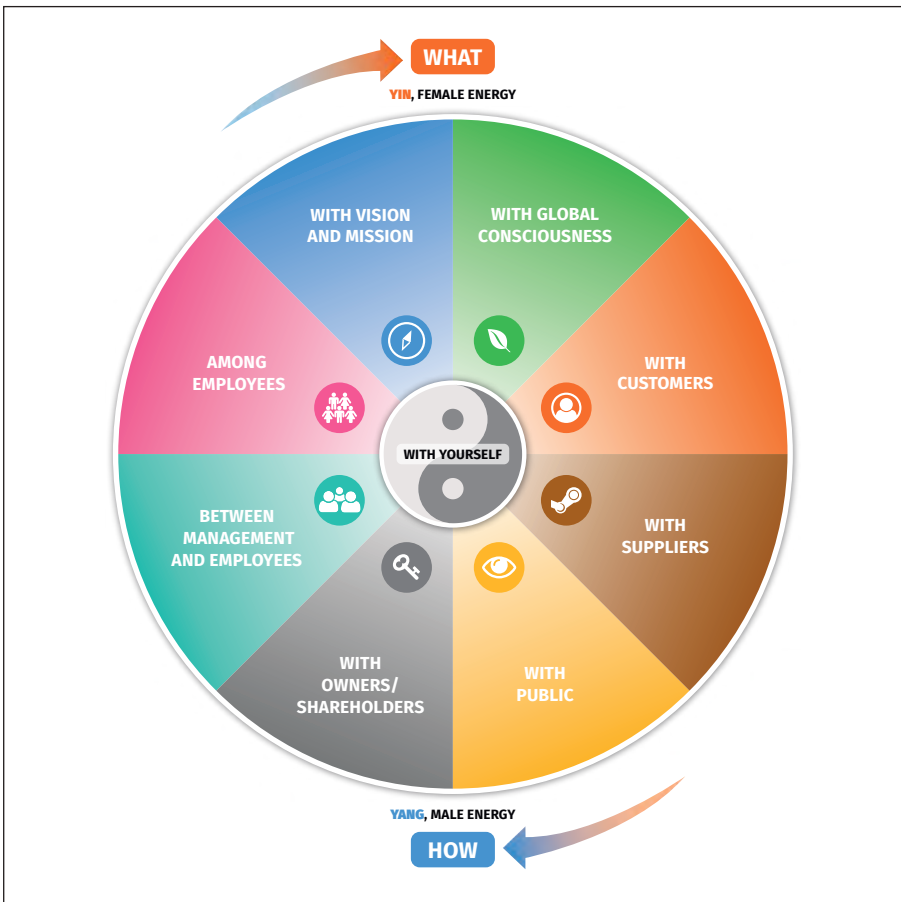 WHAT
YIN, FEMALE ENERGY
WITH VISION
AND MISSION
WITH GLOBAL
CONSCIOUSNESS
AMONG
EMPLOYEES
WITH
CUSTOMERS
WITH YOURSELF
BETWEEN
MANAGEMENT
AND EMPLOYEES
WITH
SUPPLIERS
WITH
OWNERS/
SHAREHOLDERS
WITH
PUBLIC
YANG, MALE ENERGY
HOW